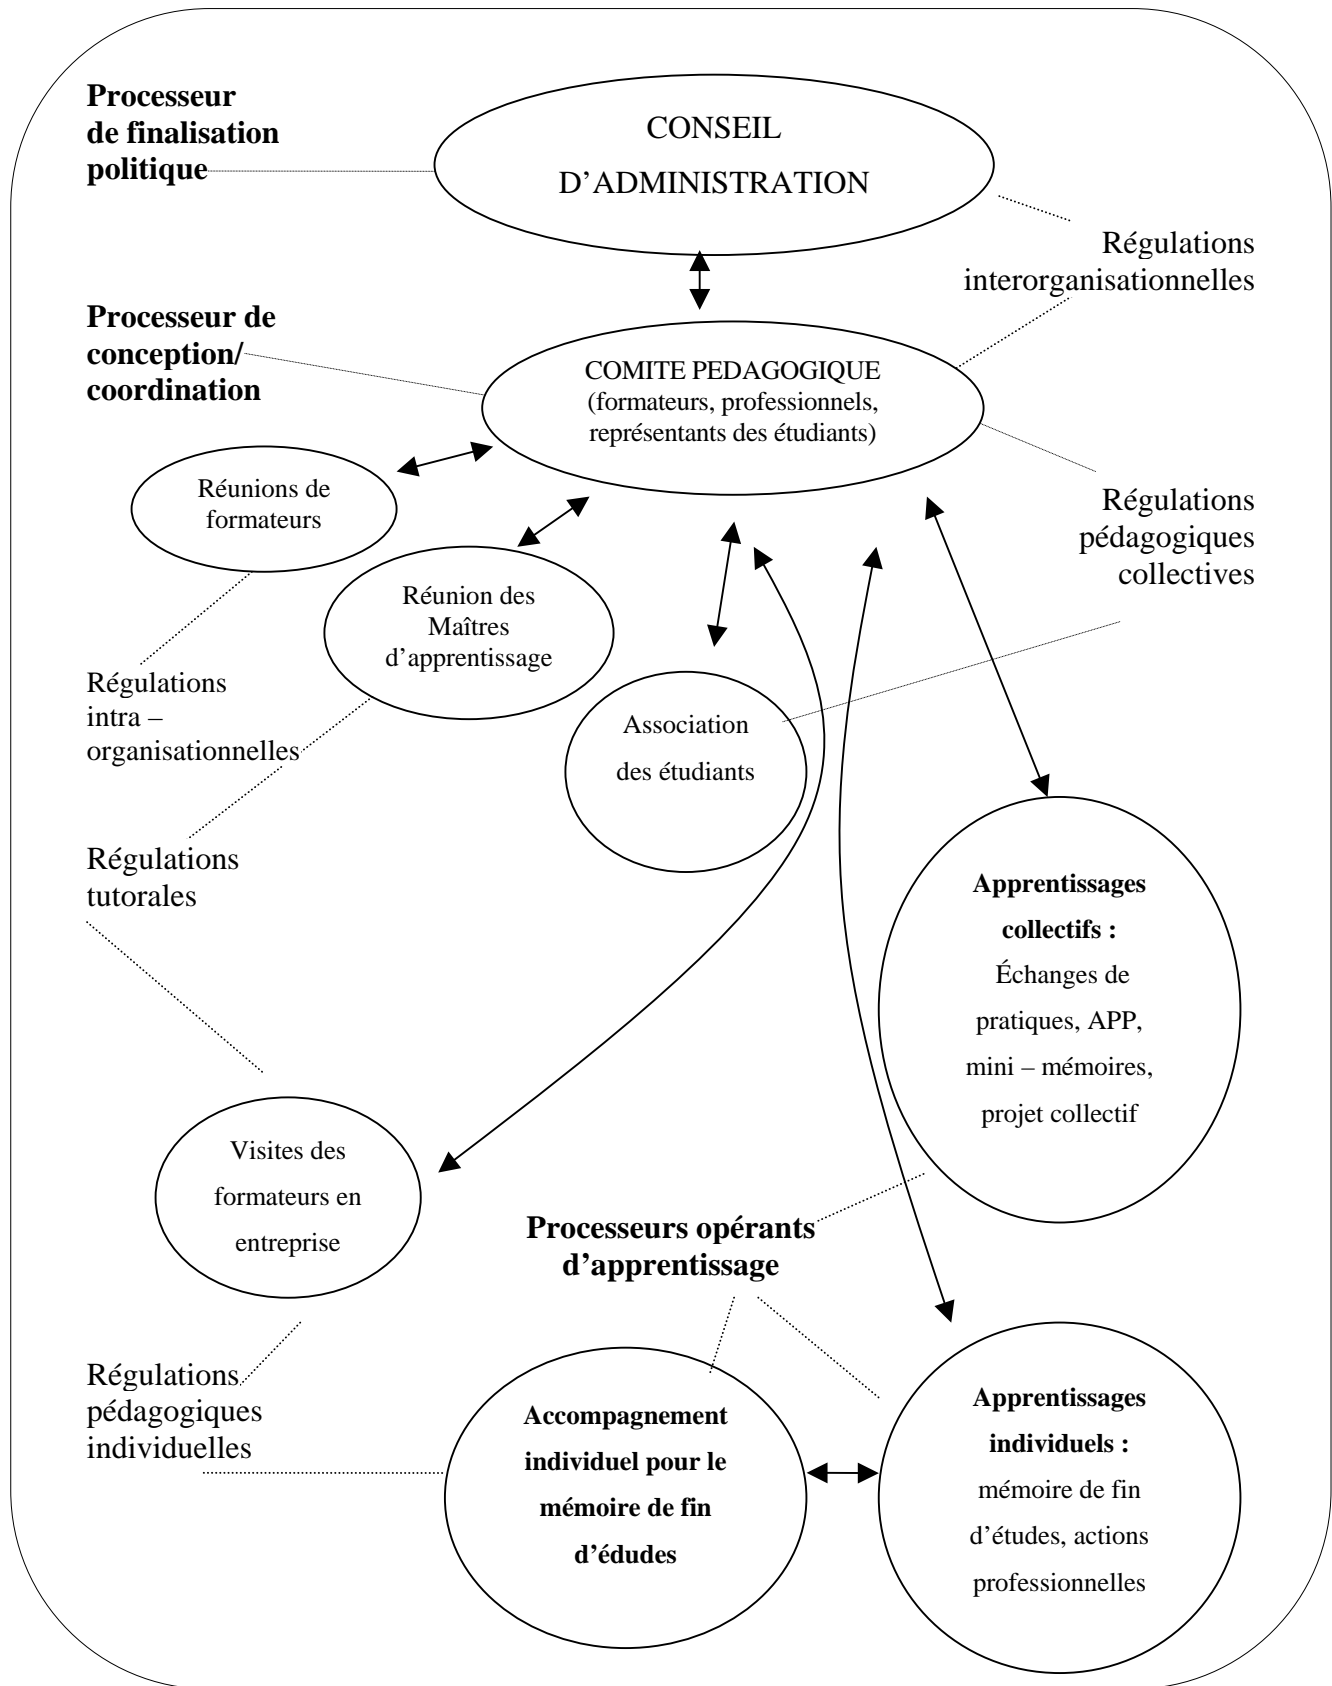 Processeur
de finalisation
politique
CONSEIL
D’ADMINISTRATION
Régulations
interorganisationnelles
Processeur de
conception/
coordination
COMITE PEDAGOGIQUE
(formateurs, professionnels,
représentants des étudiants)
Réunions de
formateurs
Régulations
pédagogiques
collectives
Réunion des
Maîtres
d’apprentissage
Régulations
intra –
organisationnelles
Association
des étudiants
Régulations
tutorales
Apprentissages
collectifs :
Échanges de
pratiques, APP,
mini – mémoires,
projet collectif
Visites des
formateurs en
entreprise
Processeurs opérants
d’apprentissage
Régulations
pédagogiques
individuelles
Accompagnement
individuel pour le
mémoire de fin
d’édudes
Apprentissages
individuels :
mémoire de fin
d’études, actions
professionnelles